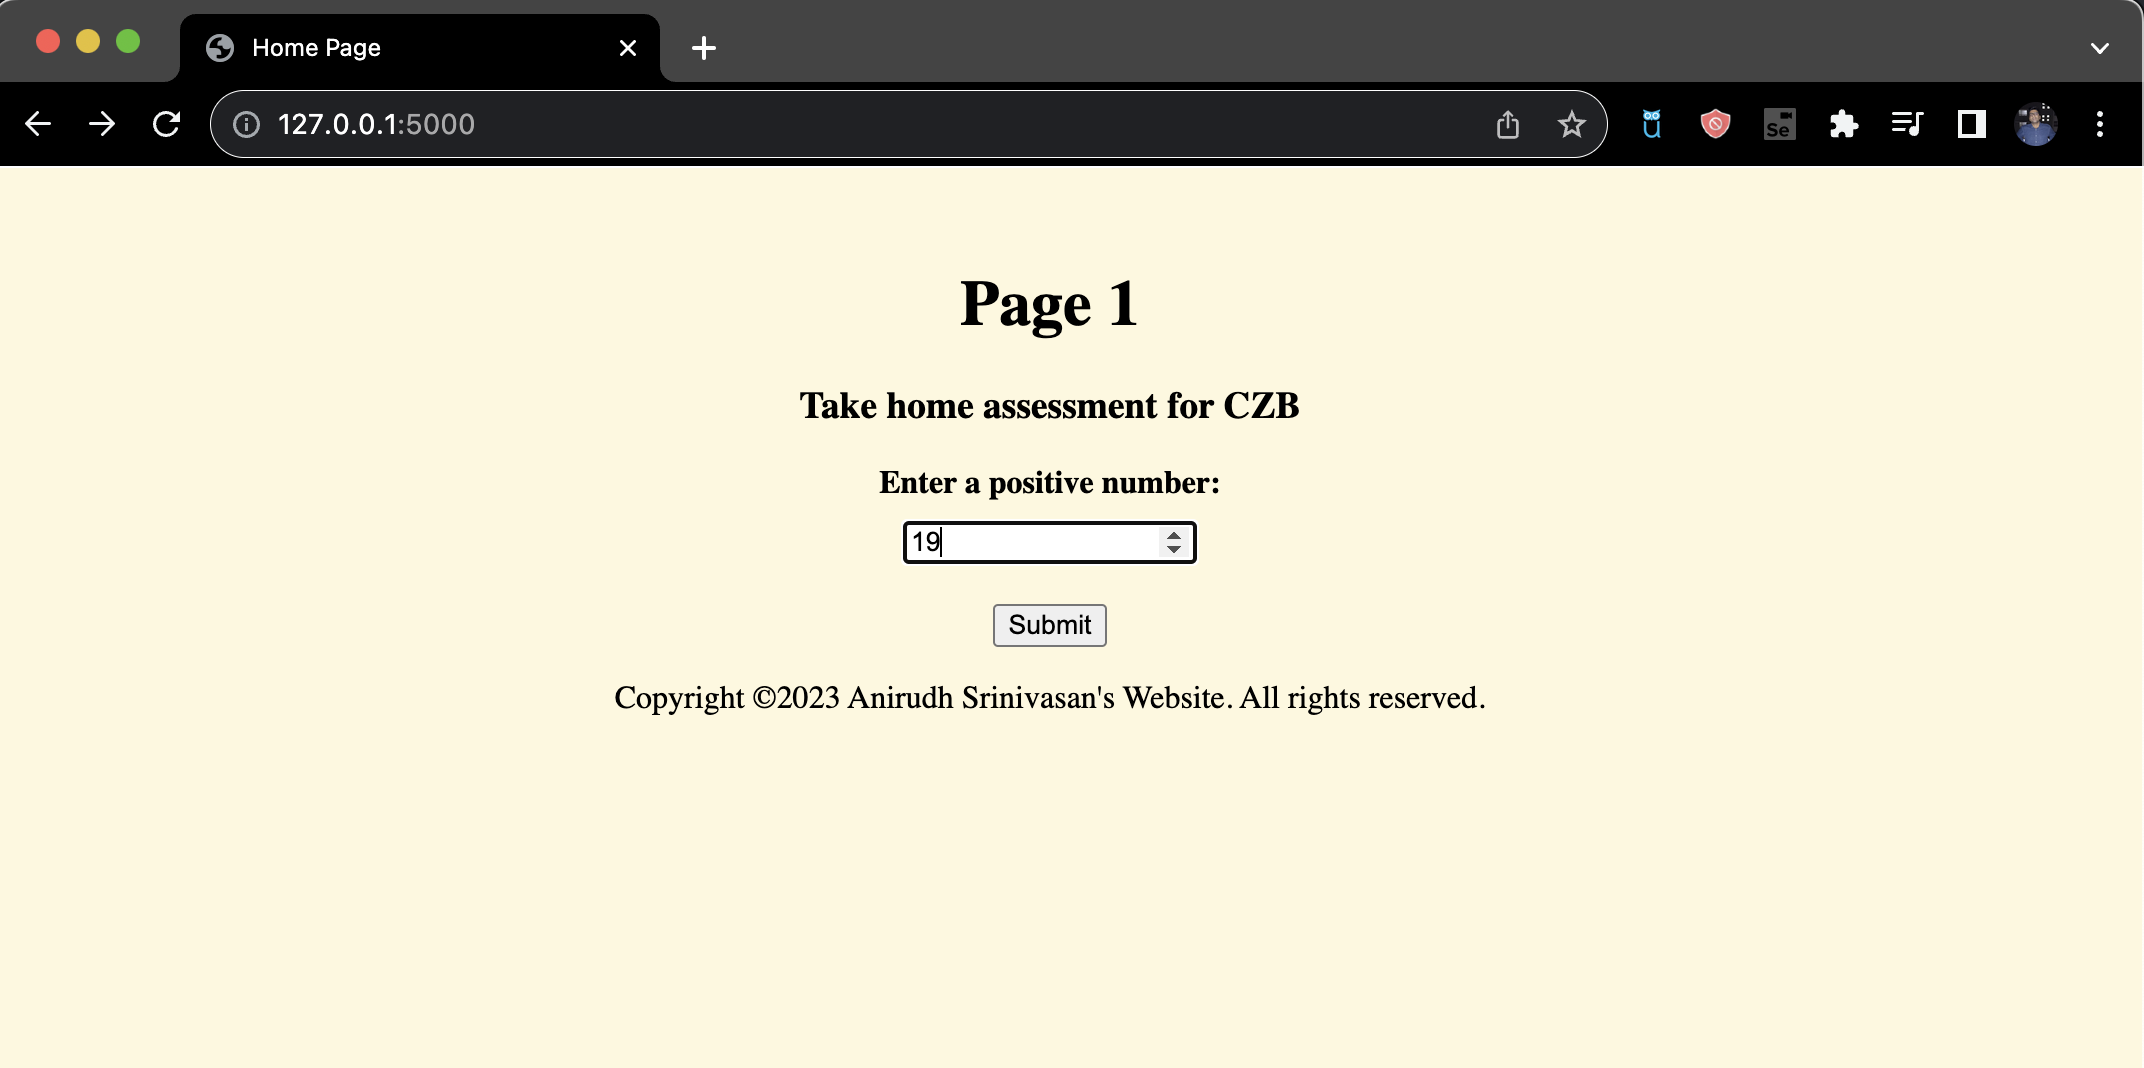 Home Page
127.0.0.1:5000
Se
Page 1
Take home assessment for CZB
Enter a positive number:
19
Submit
Copyright ©2023 Anirudh Srinivasan's Website. All rights reserved.